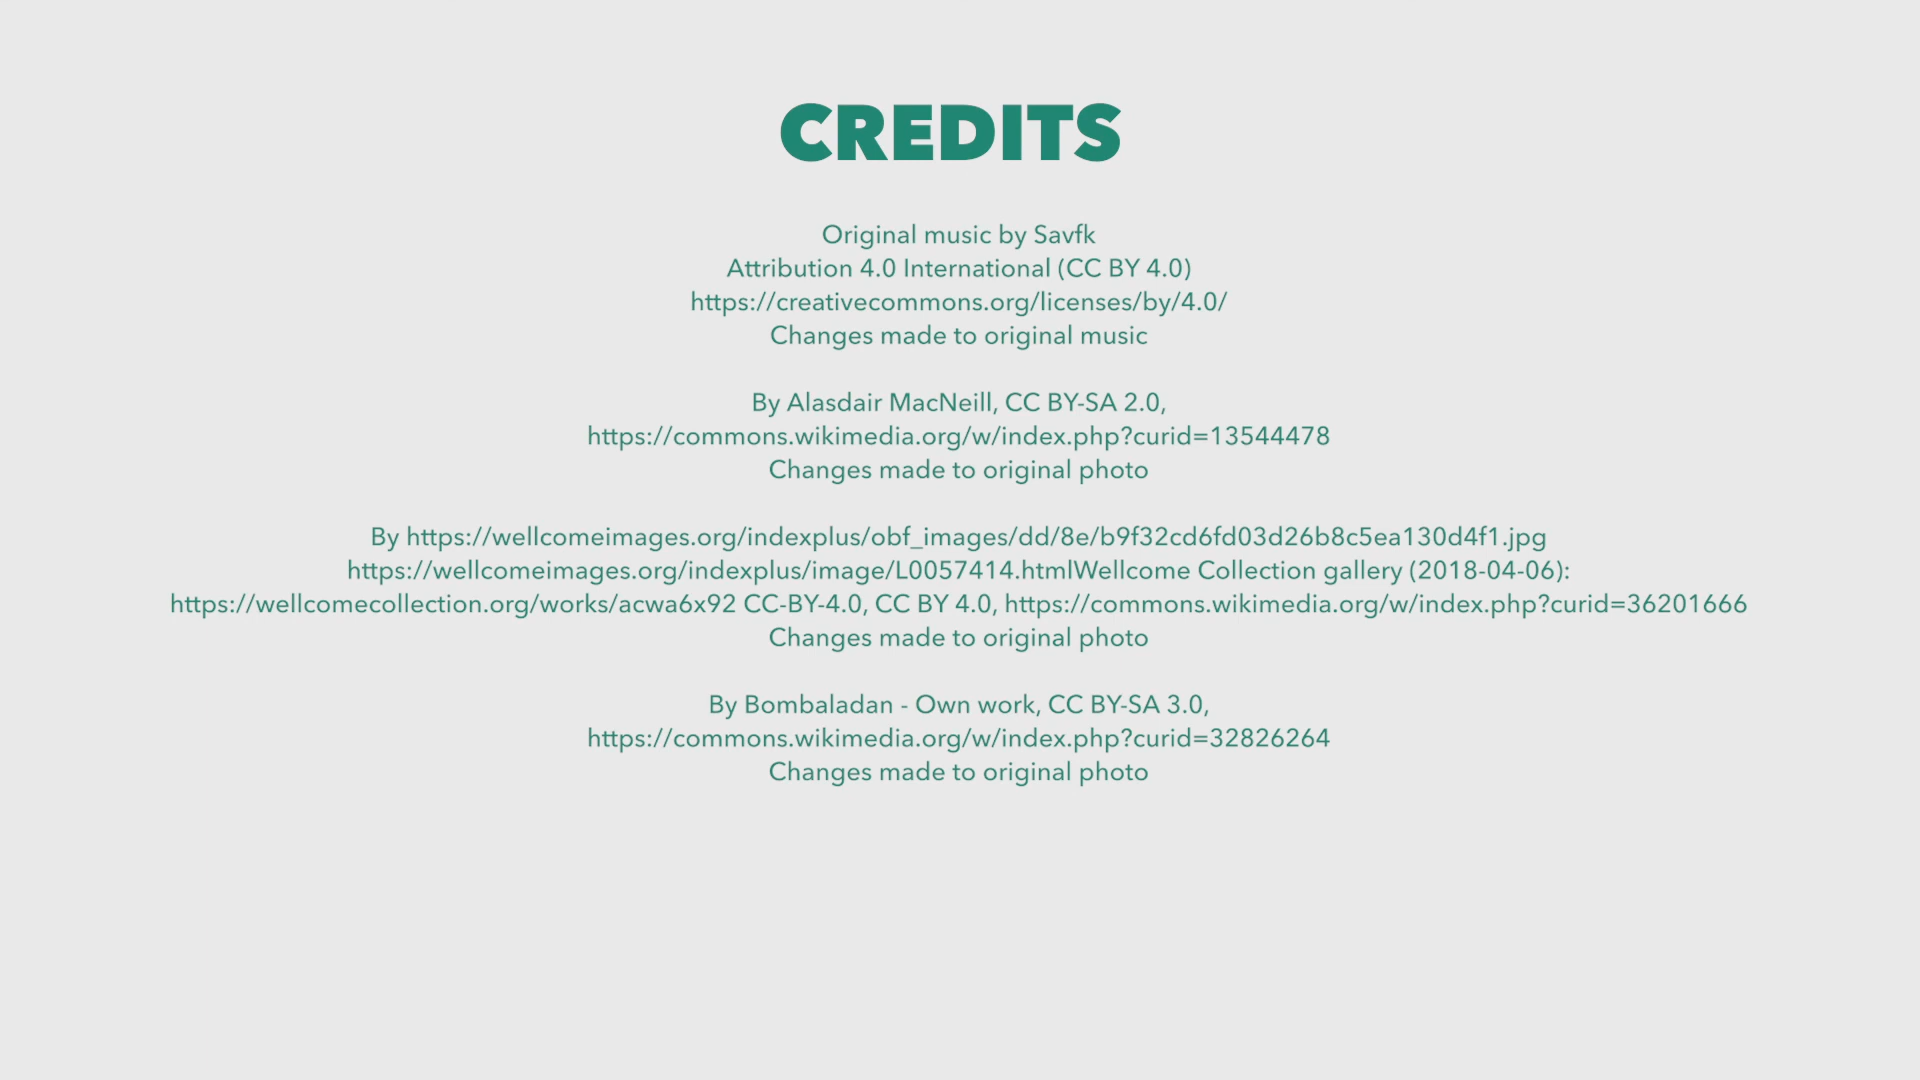 CREDITS
Original music by Savfk
Attribution 4.0 International (CC BY 4.0)
https://creativecommons.org/licenses/by/4.0/
Changes made to original music
By Alasdair MacNeill, CC BY-SA 2.0,
https://commons.wikimedia.org/w/index.php?curid=13544478
Changes made to original photo
By https://wellcomeimages.org/indexplus/obf_images/dd/8e/b9f32cd6fd03d26b8c5ea130d4f1.jpg
https://wellcomeimages.org/indexplus/image/L0057414.htmlWellcome Collection gallery (2018-04-06):
https://wellcomecollection.org/works/acwa6x92 CC-BY-4.0, CC BY 4.0, https://commons.wikimedia.org/w/index.php?curid=36201666
Changes made to original photo
By Bombaladan - Own work, CC BY-SA 3.0,
https://commons.wikimedia.org/w/index.php?curid=32826264
Changes made to original photo